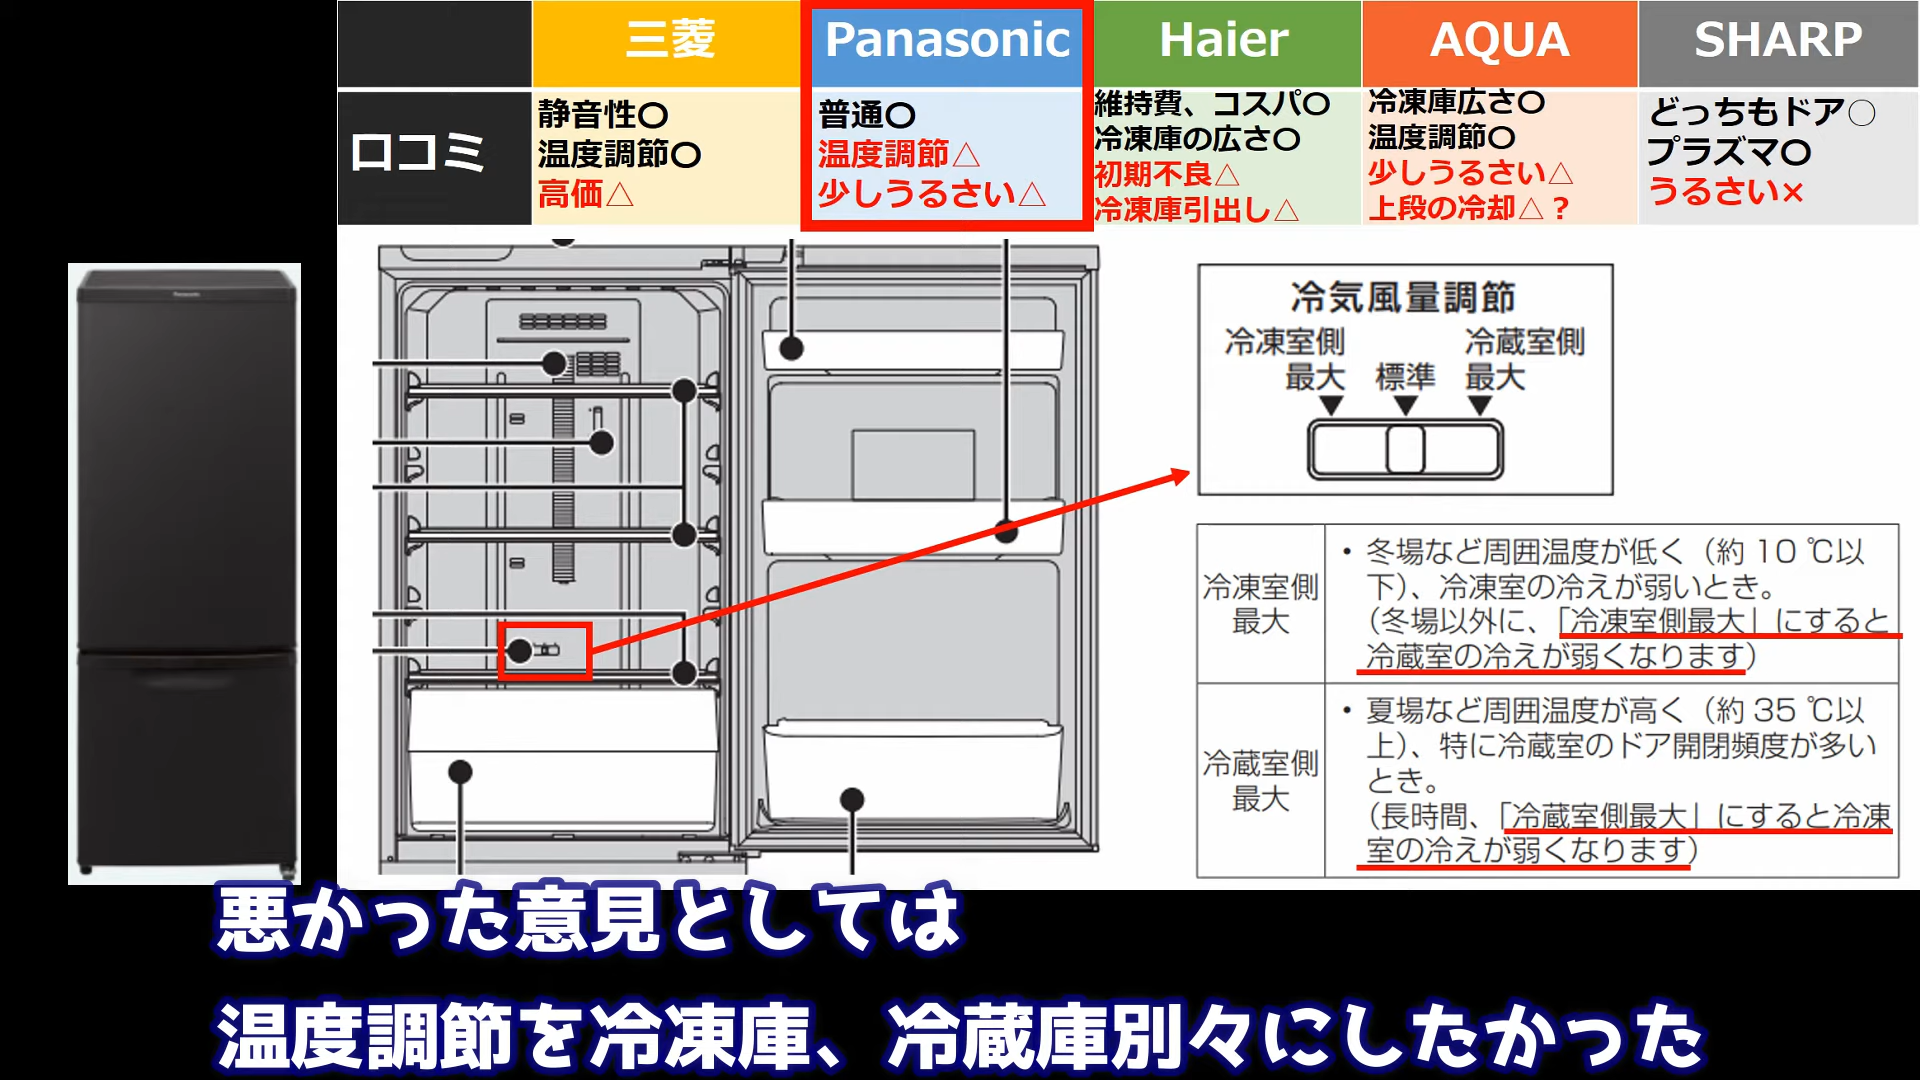 三菱
Panasonic
Haier
AQUA
SHARP
口コミ
静音性〇
温度調節〇
高価△
普通〇
温度調節△
少しうるさい△
維持費、コスパ〇
冷凍庫の広さ〇
初期不良△
冷凍庫引出し△
冷凍庫広さ〇
温度調節〇
少しうるさい△
上段の冷却△？
どっちもドア○
プラズマ〇
うるさい×
Panasonic
冷気風量調節
冷凍室側
最大
標準
冷蔵室側
最大
冷凍室側
最大
・冬場など周囲温度が低く（約 10 ℃以
下）、冷凍室の冷えが弱いとき。
（冬場以外に、「冷凍室側最大」にすると
冷蔵室の冷えが弱くなります）
冷蔵室側
最大
・夏場など周囲温度が高く（約 35 ℃以
上）、特に冷蔵室のドア開閉頻度が多い
とき。
（長時間、「冷蔵室側最大」にすると冷凍
室の冷えが弱くなります）
悪かった意見としては
温度調節を冷凍庫、冷蔵庫別々にしたかった